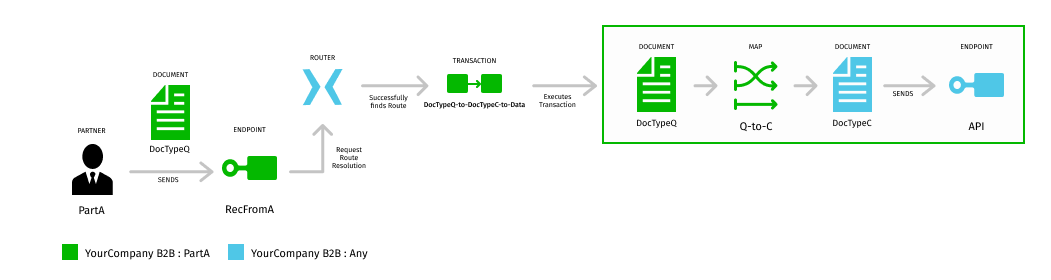 PARTNER
PartA
DOCUMENT
DocTypeQ
SENDS
ENDPOINT
RecFromA
Request
Route
Resolution
ROUTER
Successfully
finds Route
TRANSACTION
DocTypeQ-to-DocTypeC-to-Data
Executes
Transaction
DOCUMENT
DocTypeQ
MAP
Q-to-C
DOCUMENT
DocTypeC
SENDS
ENDPOINT
API
YourCompany B2B : PartA
YourCompany B2B : Any